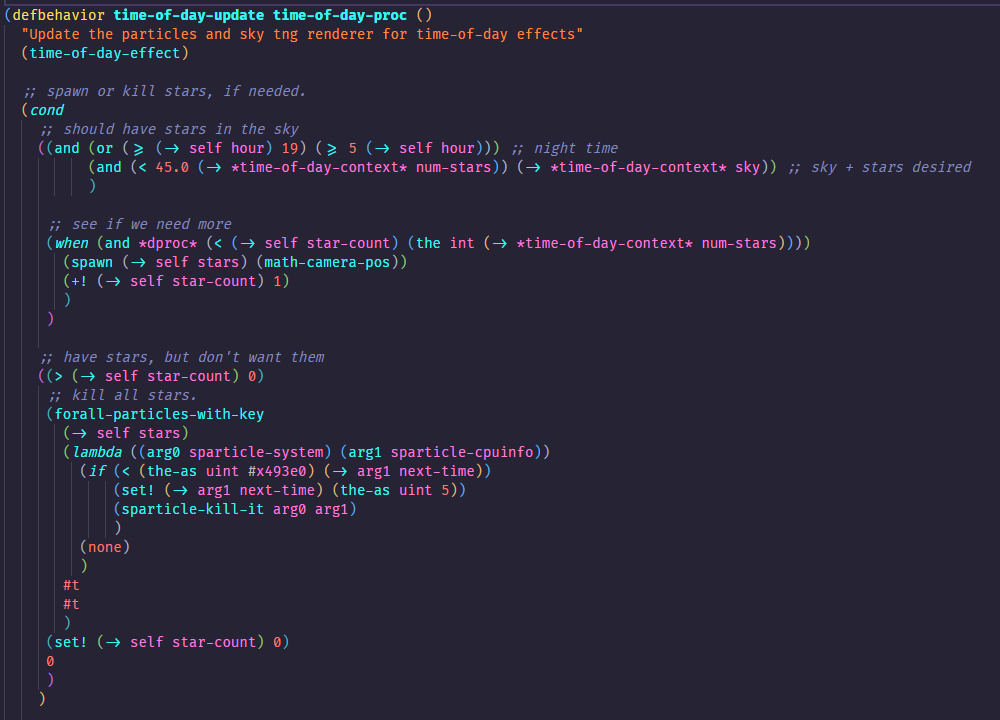 (defbehavior time-of-day-update time-of-day-proc ()
  "Update the particles and sky tng renderer for time-of-day effects"
  (time-of-day-effect)
  ;; spawn or kill stars, if needed.
  (cond
    ;; should have stars in the sky
    ((and (or (>= (-> self hour) 19) (>= 5 (-> self hour))) ;; night time
          (and (< 45.0 (-> *time-of-day-context* num-stars)) (-> *time-of-day-context* sky)) ;; sky + stars desired
          )
     ;; see if we need more
     (when (and *dproc* (< (-> self star-count) (the int (-> *time-of-day-context* num-stars))))
       (spawn (-> self stars) (math-camera-pos))
       (+! (-> self star-count) 1)
       )
     )
    ;; have stars, but don't want them
    ((> (-> self star-count) 0)
     ;; kill all stars.
     (forall-particles-with-key
       (-> self stars)
       (lambda ((arg0 sparticle-system) (arg1 sparticle-cpuinfo))
         (if (< (the-as uint #x493e0) (-> arg1 next-time))
             (set! (-> arg1 next-time) (the-as uint 5))
             (sparticle-kill-it arg0 arg1)
             )
         (none)
         )
       #t
       #t
       )
     (set! (-> self star-count) 0)
     0
     )
    )